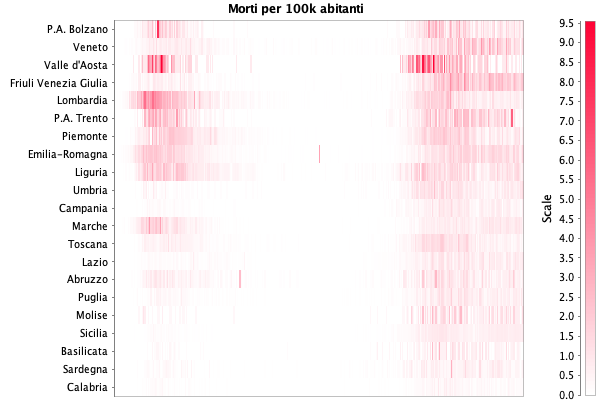 Morti per 100k abitanti
P.A. Bolzano
Veneto
Valle d'Aosta
Friuli Venezia Giulia
Lombardia
P.A. Trento
Piemonte
Emilia-Romagna
Liguria
Umbria
Campania
Marche
Toscana
Lazio
Abruzzo
Puglia
Molise
Sicilia
Basilicata
Sardegna
Calabria
Scale
9.5
9.0
8.5
8.0
7.5
7.0
6.5
6.0
5.5
5.0
4.5
4.0
3.5
3.0
2.5
2.0
1.5
1.0
0.5
0.0